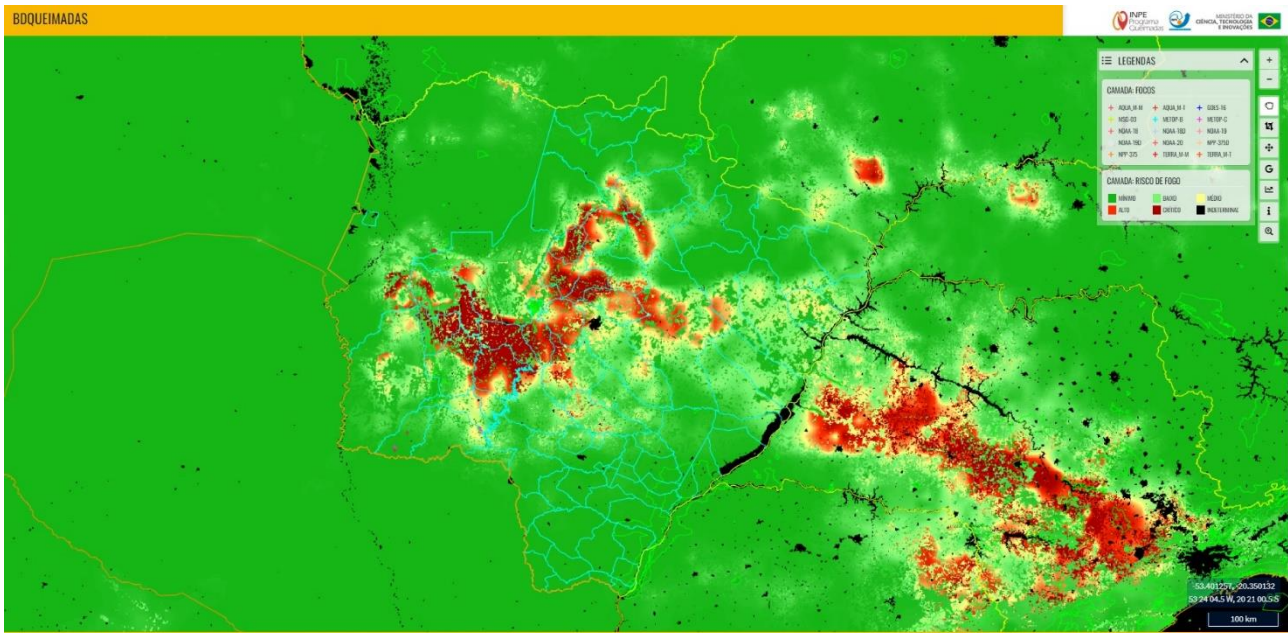 BDQUEIMADAS
INPE
Programa
Queimadas
MINISTÉRIO DA
CIÊNCIA, TECNOLOGIA
E INOVAÇÕES
LEGENDAS
CAMADA: FOCOS
AQUA_M-M AQUA_M-T GOES-16
MSG-03 METOP-B METOP-C
NOAA-18 NOAA-18D NOAA-19
NOAA-19D NOAA-20 NPP-375D
NPP-375 TERRA_M-M TERRA_M-T
CAMADA: RISCO DE FOGO
MÍNIMO BAIXO MÉDIO
ALTO CRÍTICO INDETERMINAD
53.401257, -20.350132
53 24 04.5 W, 20 21 00.5 S
100 km